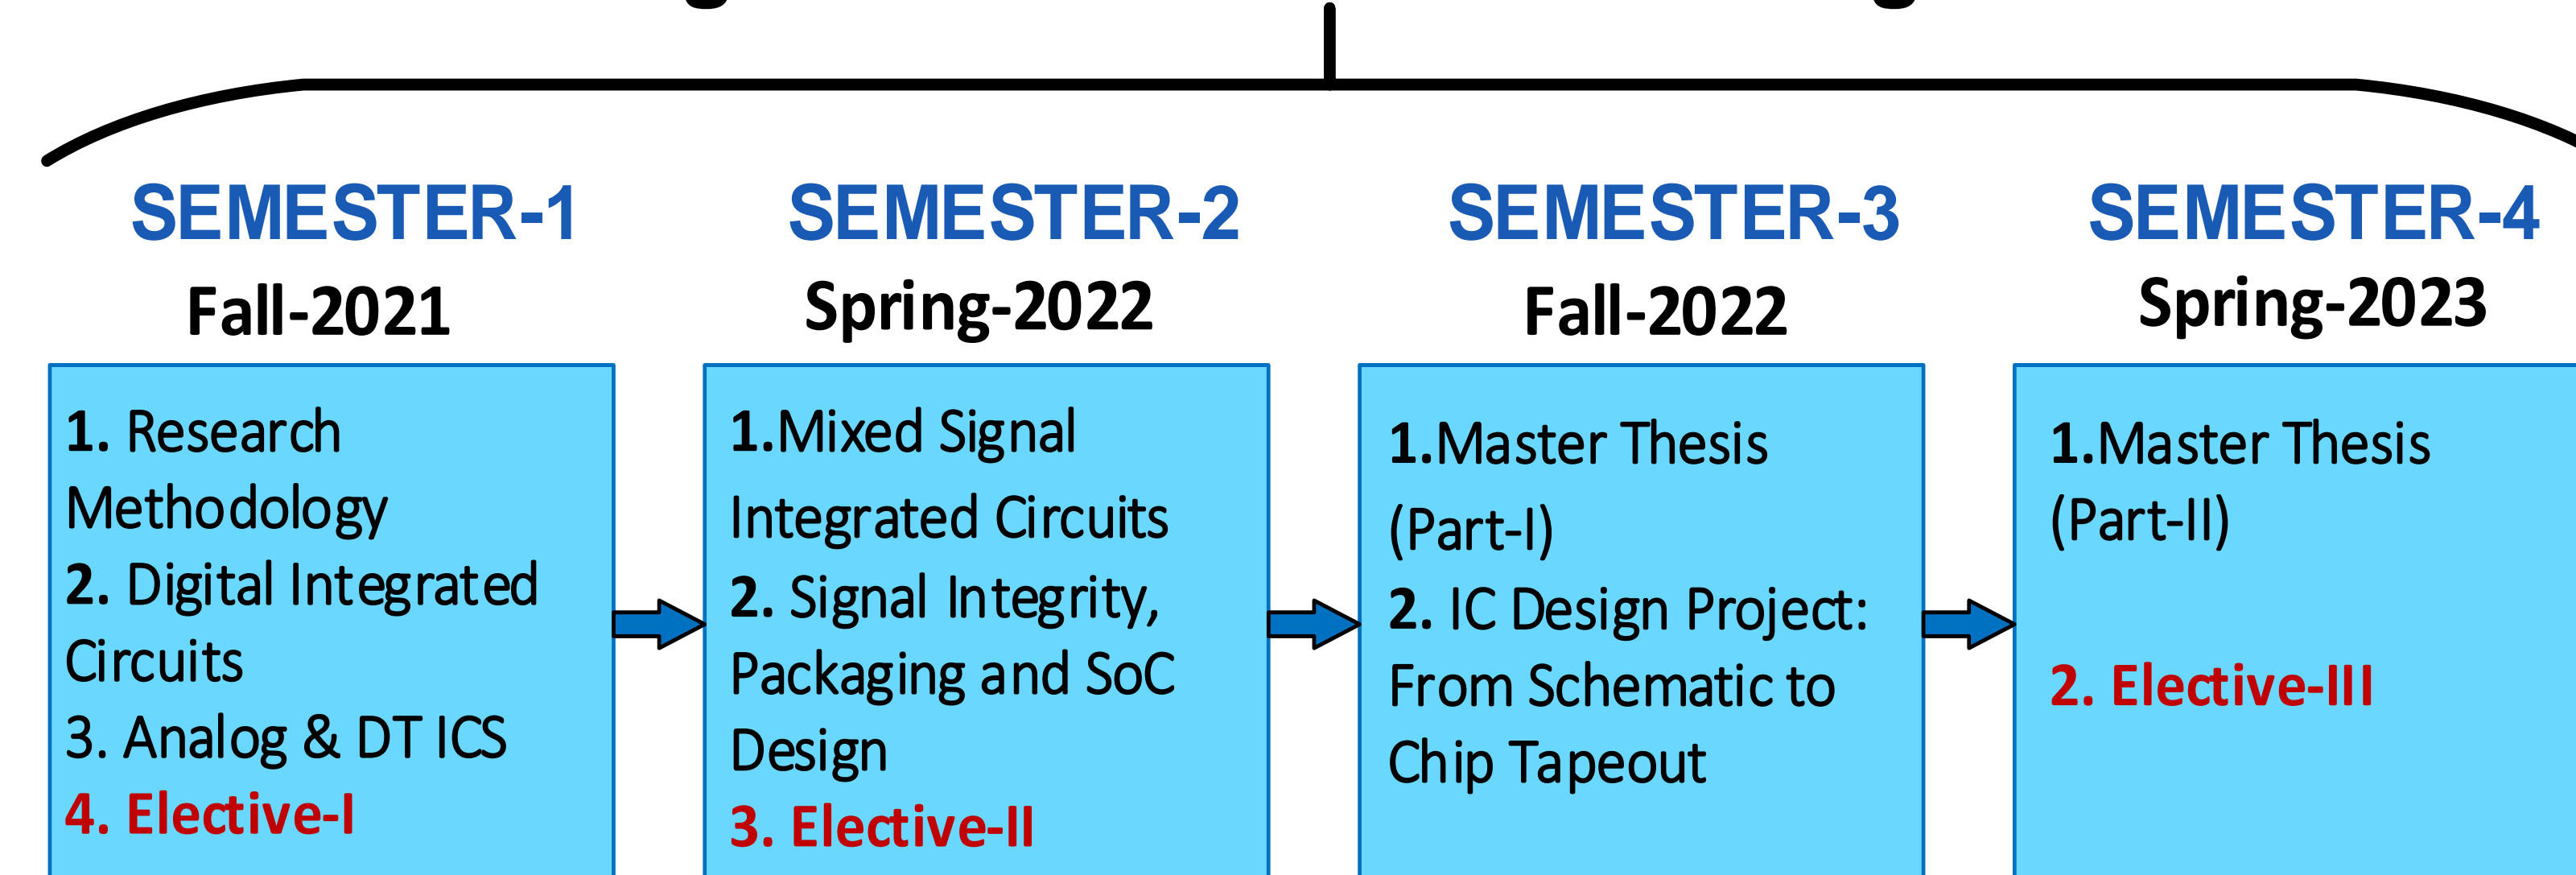 SEMESTER-1
Fall-2021
1. Research
Methodology
2. Digital Integrated
Circuits
3. Analog & DT ICS
4. Elective-I
SEMESTER-2
Spring-2022
1.Mixed Signal
Integrated Circuits
2. Signal Integrity,
Packaging and SoC
Design
3. Elective-II
SEMESTER-3
Fall-2022
1.Master Thesis
(Part-I)
2. IC Design Project:
From Schematic to
Chip Tapeout
SEMESTER-4
Spring-2023
1.Master Thesis
(Part-II)
2. Elective-III